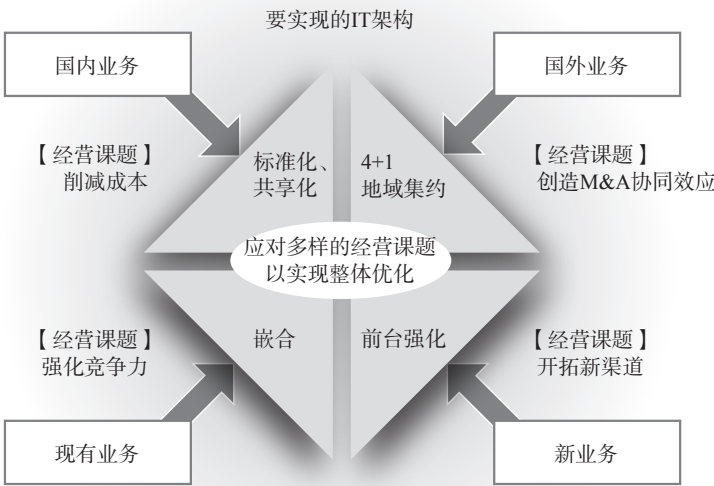 要实现的IT架构
国内业务
国外业务
【经营课题】
削减成本
标准化、
共享化
4+1
地域集约
【经营课题】
创造M&A协同效应
应对多样的经营课题
以实现整体优化
【经营课题】
强化竞争力
嵌合
前台强化
【经营课题】
开拓新渠道
现有业务
新业务